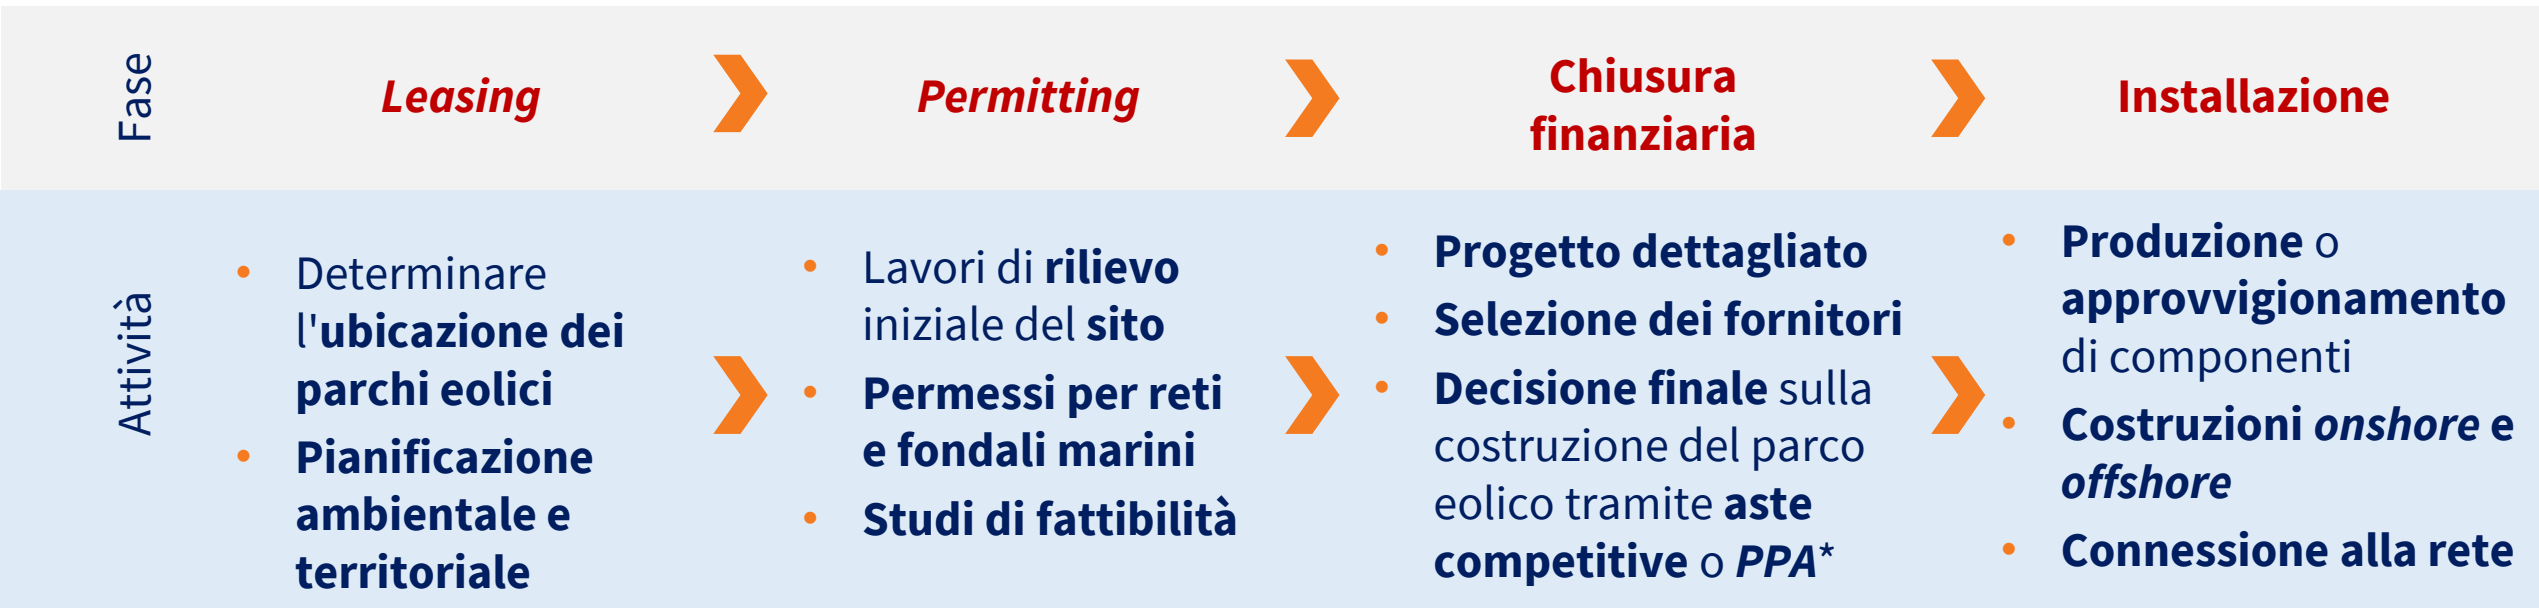 Fase
Leasing
Permitting
Chiusura
finanziaria
Installazione
Attività
• Determinare
l'ubicazione dei
parchi eolici
• Pianificazione
ambientale e
territoriale
• Lavori di rilievo
iniziale del sito
• Permessi per reti
e fondali marini
• Studi di fattibilità
• Progetto dettagliato
• Selezione dei fornitori
• Decisione finale sulla
costruzione del parco
eolico tramite aste
competitive o PPA*
• Produzione o
approvvigionamento
di componenti
• Costruzioni onshore e
offshore
• Connessione alla rete